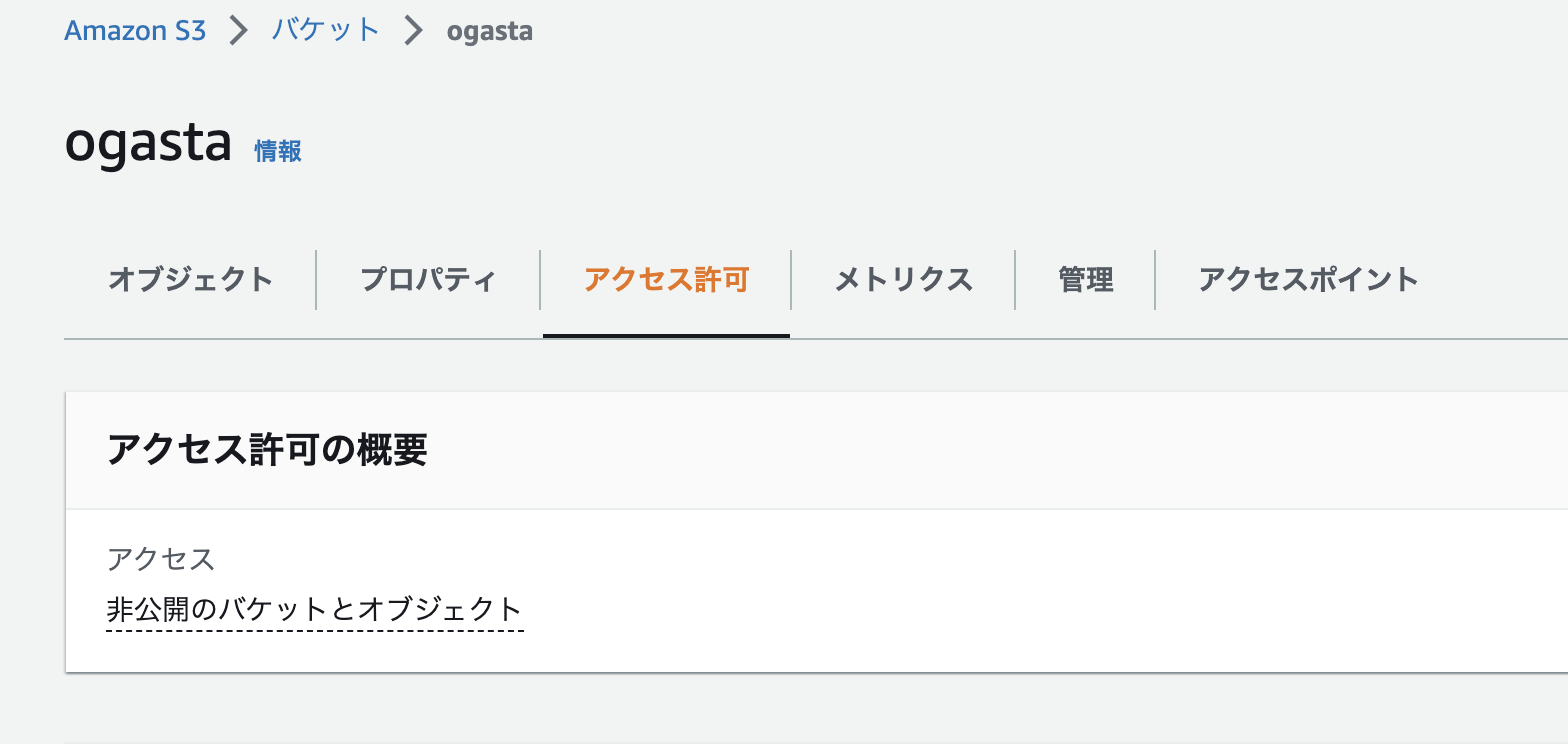 Amazon S3 > バケット > ogasta
ogasta 情報
オブジェクト プロパティ アクセス許可 メトリクス 管理 アクセスポイント
アクセス許可の概要
アクセス
非公開のバケットとオブジェクト